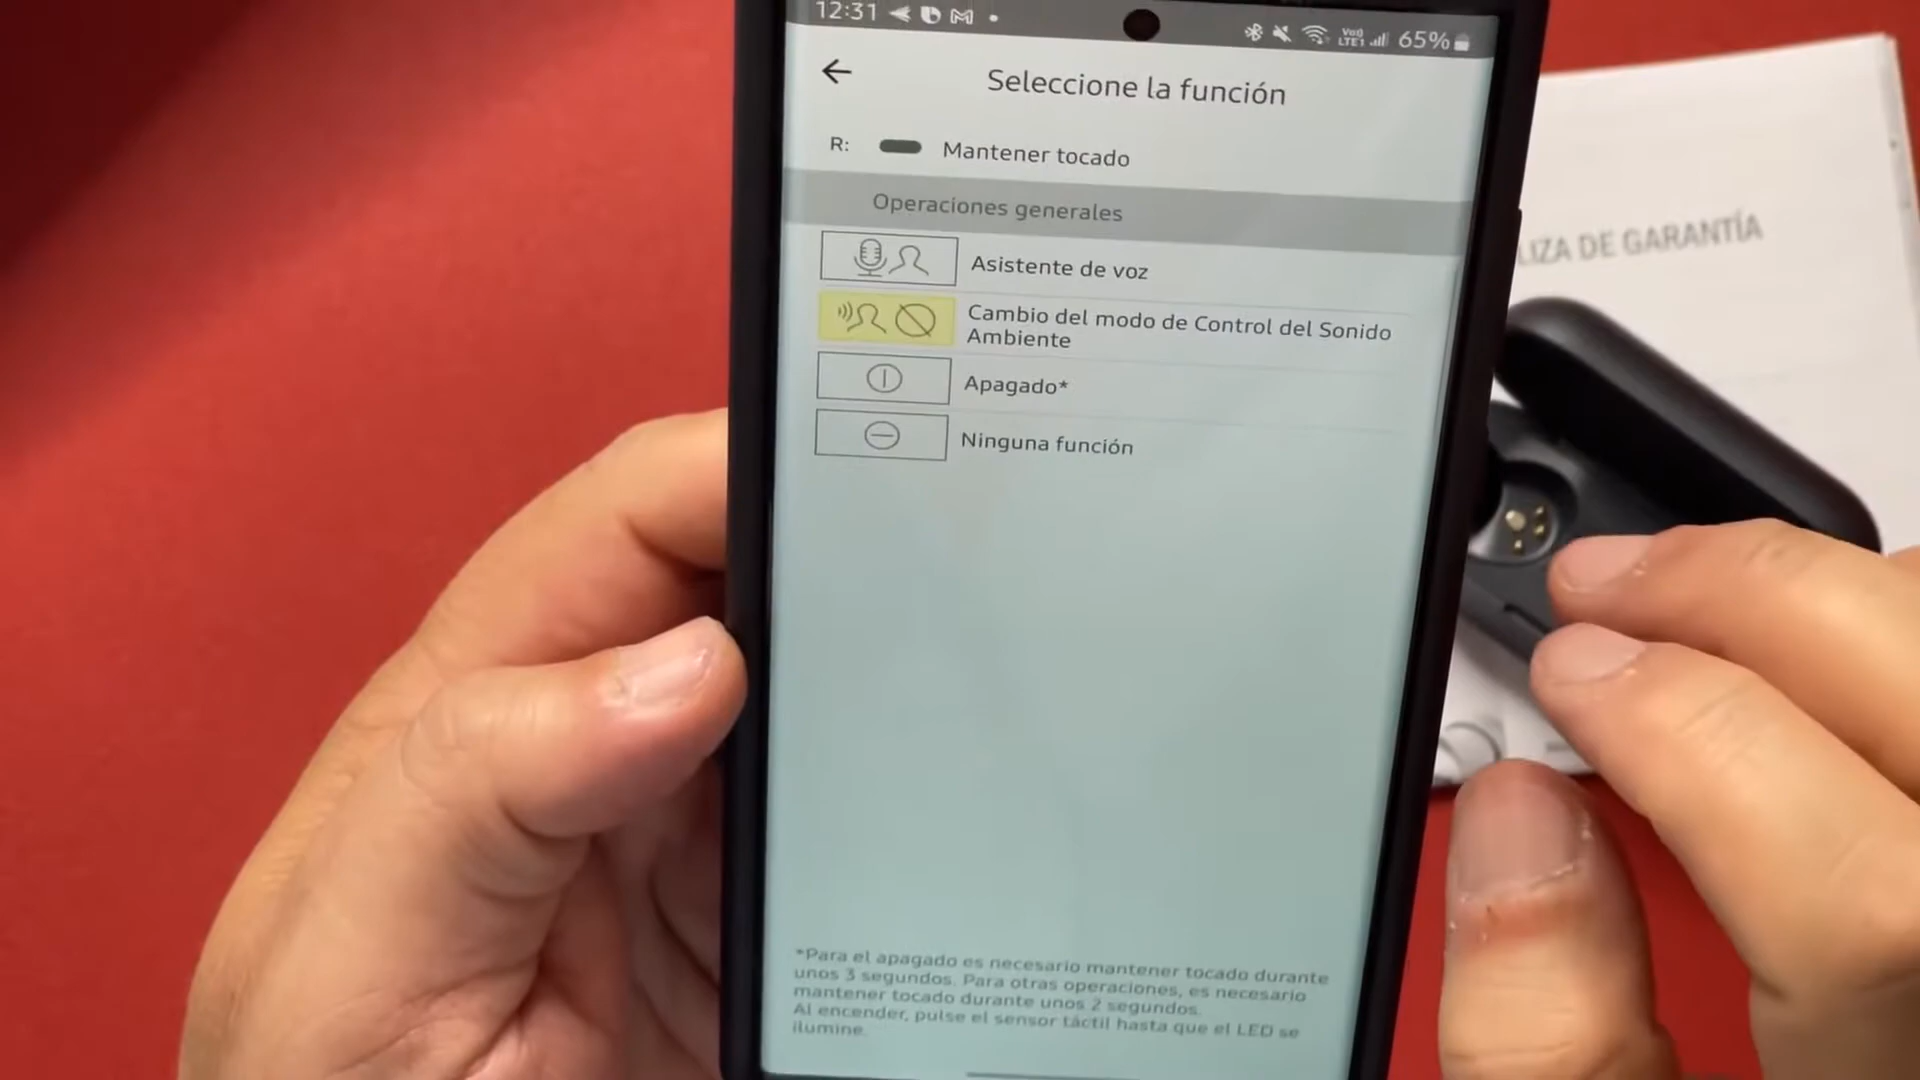 12:31
Vo))
LTE1
65%
Seleccione la función
R:
Mantener tocado
Operaciones generales
Asistente de voz
Cambio del modo de Control del Sonido
Ambiente
Apagado*
Ninguna función
*Para el apagado es necesario mantener tocado durante
unos 3 segundos. Para otras operaciones, es necesario
mantener tocado durante unos 2 segundos.
Al encender, pulse el sensor táctil hasta que el LED se
ilumine.
LIZA DE GARANTÍA